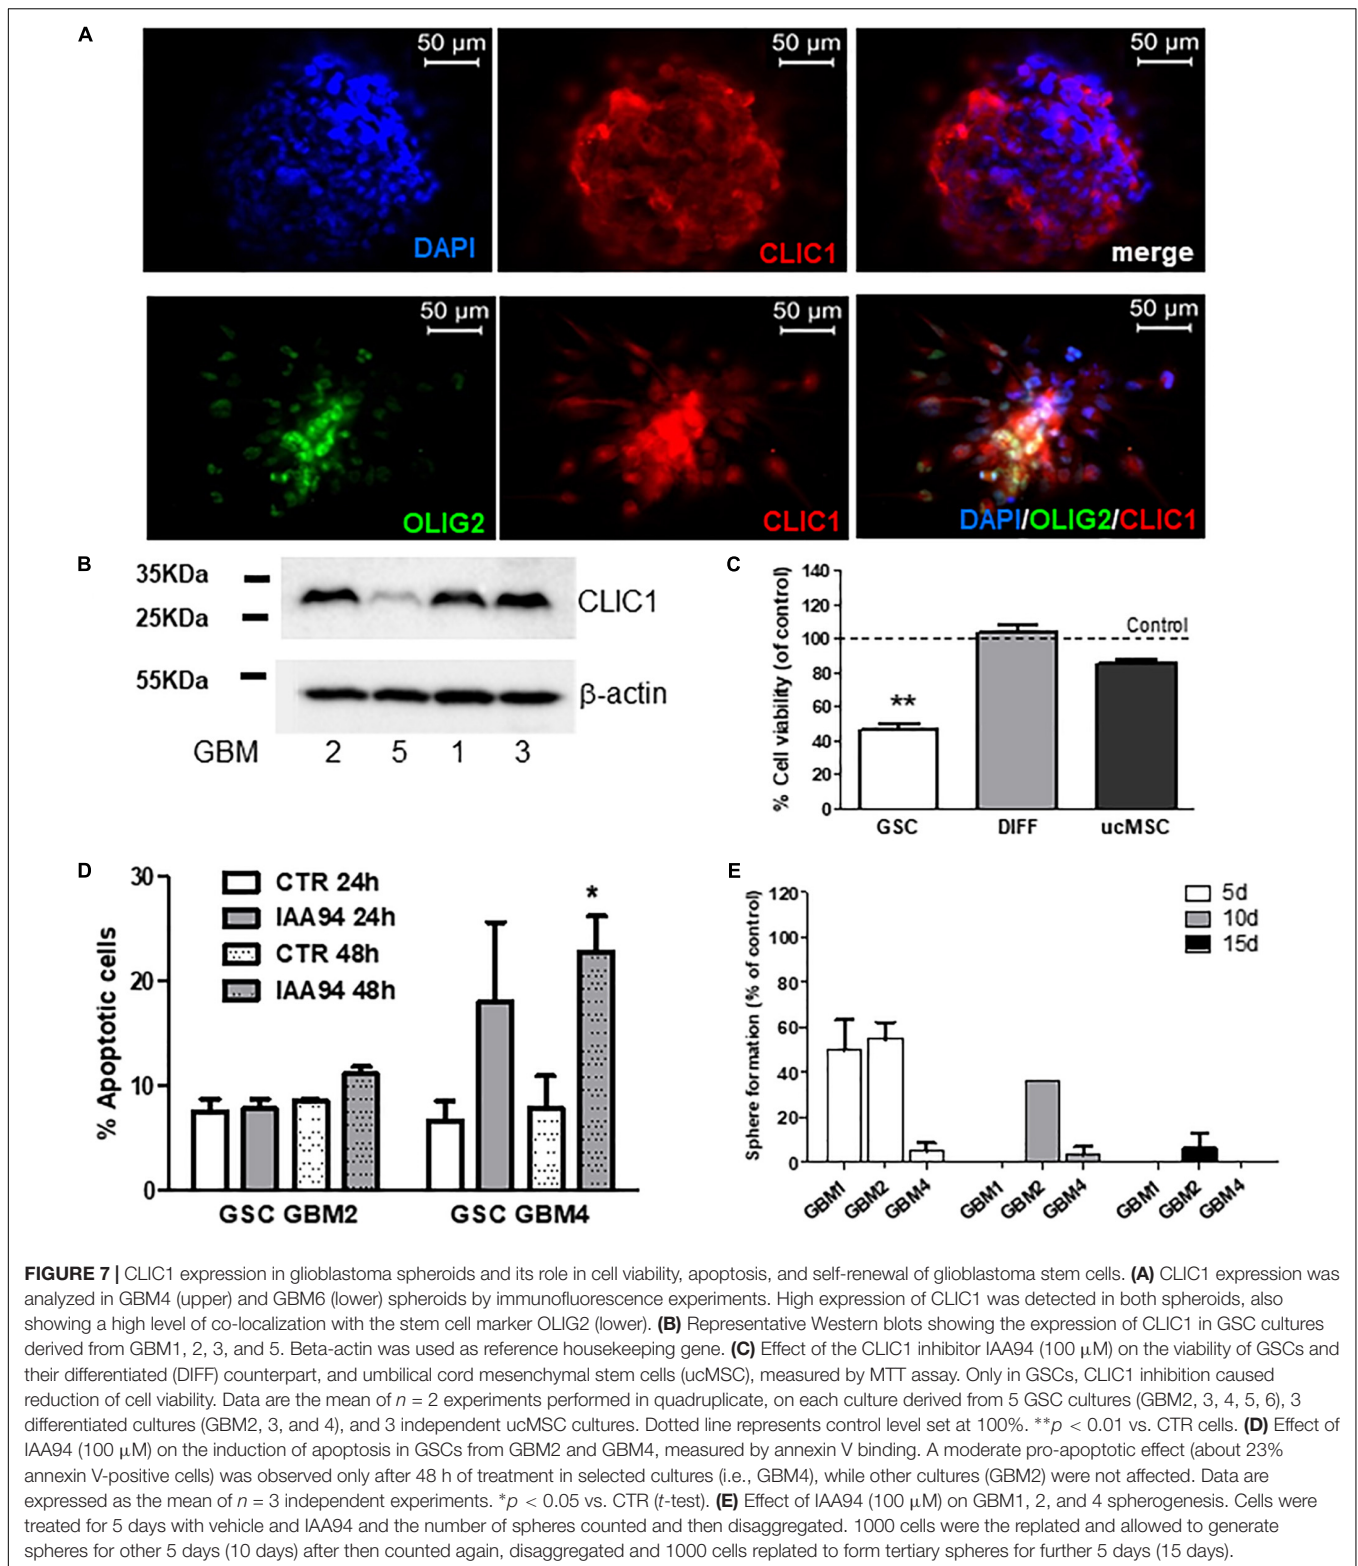 A
50 µm
50 µm
50 µm
DAPI
CLIC1
merge
50 µm
50 µm
50 µm
OLIG2
CLIC1
DAPI/OLIG2/CLIC1
B
35KDa
25KDa
CLIC1
55KDa
β-actin
GBM 2 5 1 3
C
% Cell viability (of control)
140
120
100
80
60
40
20
0
Control
**
GSC DIFF ucMSC
D
% Apoptotic cells
30
20
10
0
CTR 24h
IAA94 24h
CTR 48h
IAA94 48h
*
GSC GBM2 GSC GBM4
E
Sphere formation (% of control)
120
100
80
60
40
20
0
5d
10d
15d
GBM1 GBM2 GBM4 GBM1 GBM2 GBM4 GBM1 GBM2 GBM4
FIGURE 7 | CLIC1 expression in glioblastoma spheroids and its role in cell viability, apoptosis, and self-renewal of glioblastoma stem cells. (A) CLIC1 expression was
analyzed in GBM4 (upper) and GBM6 (lower) spheroids by immunofluorescence experiments. High expression of CLIC1 was detected in both spheroids, also
showing a high level of co-localization with the stem cell marker OLIG2 (lower). (B) Representative Western blots showing the expression of CLIC1 in GSC cultures
derived from GBM1, 2, 3, and 5. Beta-actin was used as reference housekeeping gene. (C) Effect of the CLIC1 inhibitor IAA94 (100 µM) on the viability of GSCs and
their differentiated (DIFF) counterpart, and umbilical cord mesenchymal stem cells (ucMSC), measured by MTT assay. Only in GSCs, CLIC1 inhibition caused
reduction of cell viability. Data are the mean of n = 2 experiments performed in quadruplicate, on each culture derived from 5 GSC cultures (GBM2, 3, 4, 5, 6), 3
differentiated cultures (GBM2, 3, and 4), and 3 independent ucMSC cultures. Dotted line represents control level set at 100%. **p < 0.01 vs. CTR cells. (D) Effect of
IAA94 (100 µM) on the induction of apoptosis in GSCs from GBM2 and GBM4, measured by annexin V binding. A moderate pro-apoptotic effect (about 23%
annexin V-positive cells) was observed only after 48 h of treatment in selected cultures (i.e., GBM4), while other cultures (GBM2) were not affected. Data are
expressed as the mean of n = 3 independent experiments. *p < 0.05 vs. CTR (t-test). (E) Effect of IAA94 (100 µM) on GBM1, 2, and 4 spherogenesis. Cells were
treated for 5 days with vehicle and IAA94 and the number of spheres counted and then disaggregated. 1000 cells were the replated and allowed to generate
spheres for other 5 days (10 days) after then counted again, disaggregated and 1000 cells replated to form tertiary spheres for further 5 days (15 days).